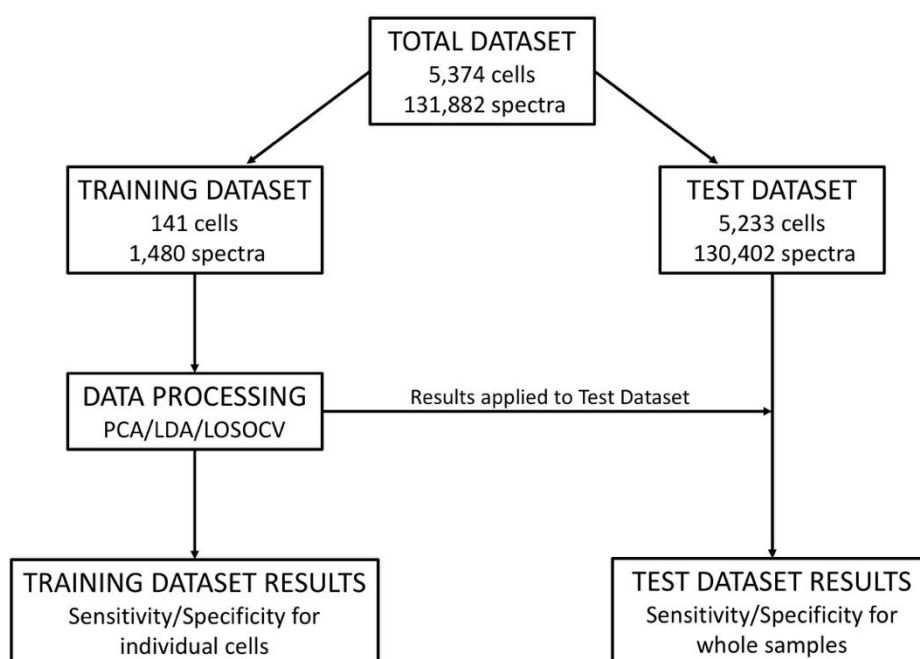 TOTAL DATASET
5,374 cells
131,882 spectra
TRAINING DATASET
141 cells
1,480 spectra
TEST DATASET
5,233 cells
130,402 spectra
DATA PROCESSING
PCA/LDA/LOSOCV
Results applied to Test Dataset
TRAINING DATASET RESULTS
Sensitivity/Specificity for
individual cells
TEST DATASET RESULTS
Sensitivity/Specificity for
whole samples